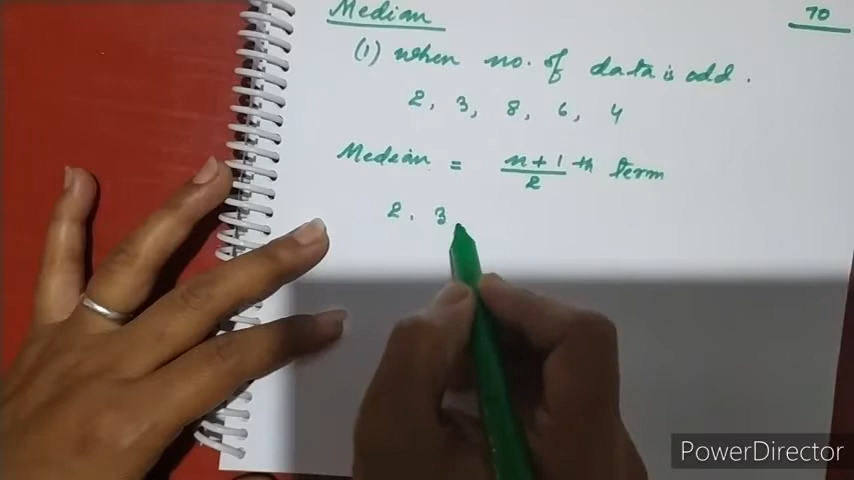 Median
70
(1) when no. of data is odd.
2, 3, 8, 6, 4
Median = n+1/2 th term
2, 3
PowerDirector